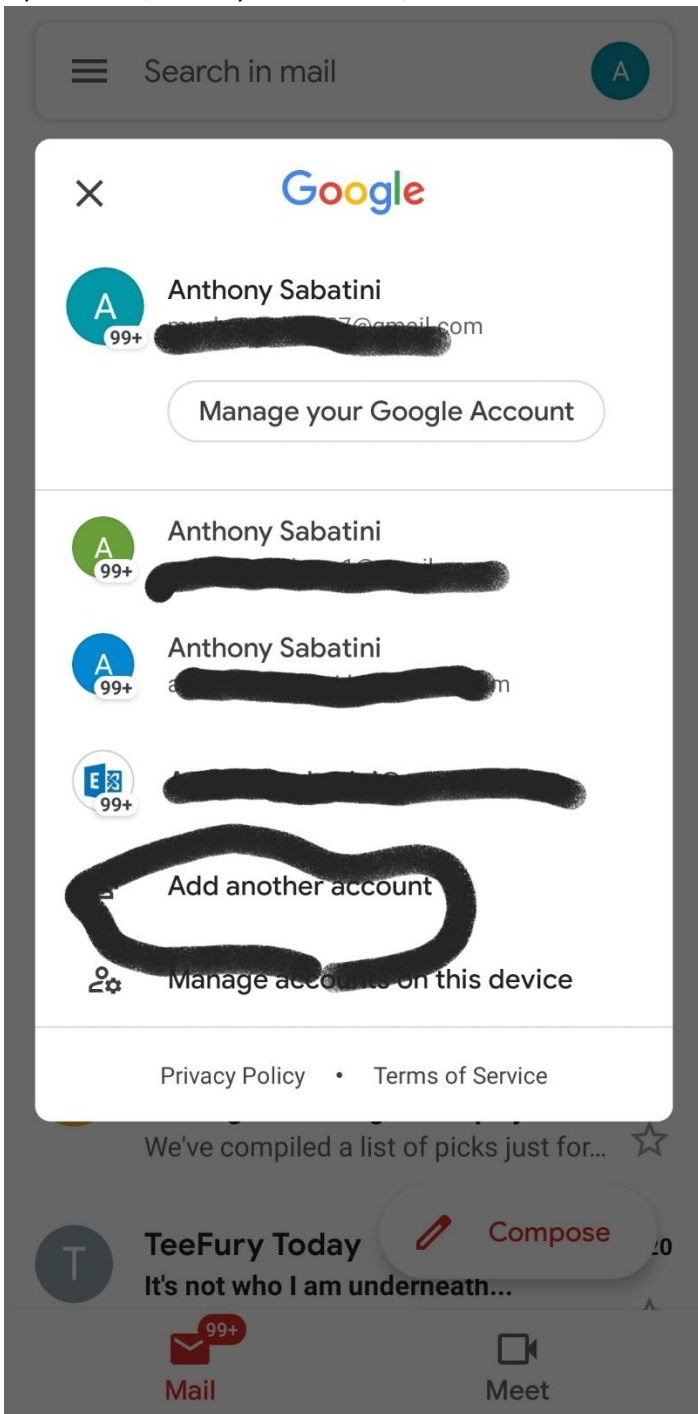 Search in mail
A
Google
A
99+
Anthony Sabatini
@gmail.com
Manage your Google Account
A
99+
Anthony Sabatini
A
99+
Anthony Sabatini
E
99+
Add another account
Manage accounts on this device
Privacy Policy • Terms of Service
We've compiled a list of picks just for...
T
TeeFury Today
Compose
It's not who I am underneath...
99+
Mail
Meet